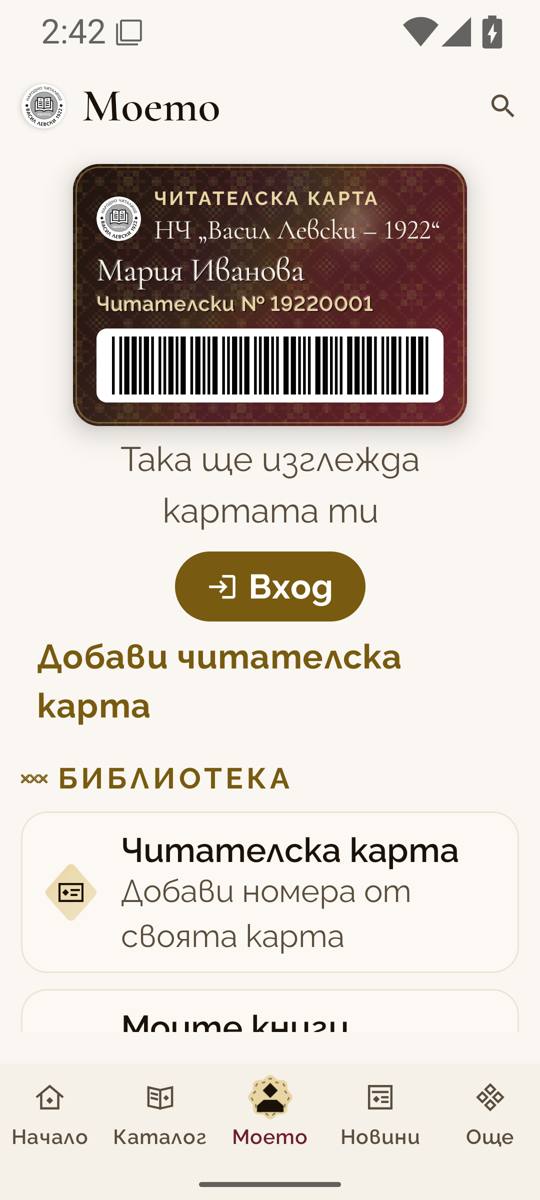 2:42
Моето
ЧИТАТЕЛСКА КАРТА
НЧ „Васил Левски – 1922“
Мария Иванова
Читателски № 19220001
Така ще изглежда
картата ти
Вход
Добави читателска
карта
БИБЛИОТЕКА
Читателска карта
Добави номера от
своята карта
Моите книги
Начало
Каталог
Моето
Новини
Още